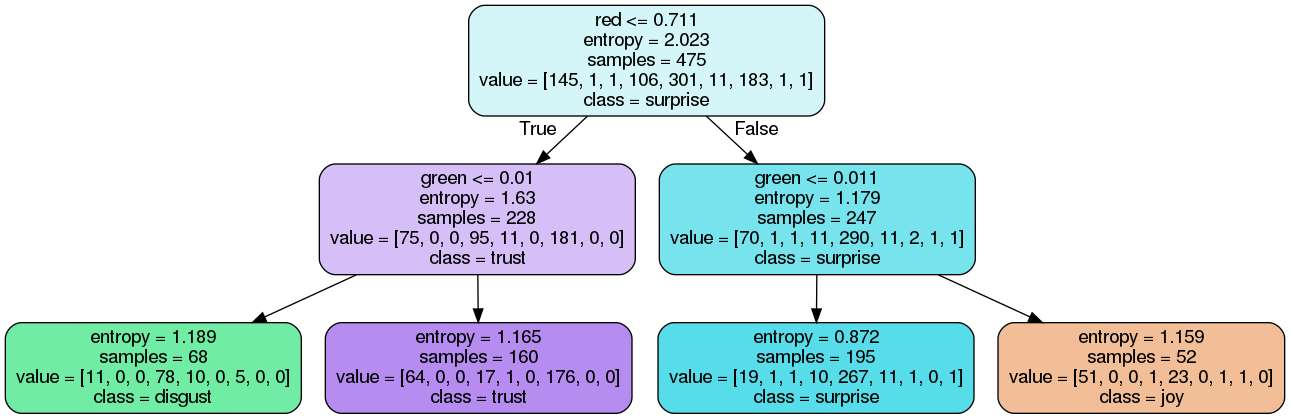 red <= 0.711
entropy = 2.023
samples = 475
value = [145, 1, 1, 106, 301, 11, 183, 1, 1]
class = surprise
True
False
green <= 0.01
entropy = 1.63
samples = 228
value = [75, 0, 0, 95, 11, 0, 181, 0, 0]
class = trust
green <= 0.011
entropy = 1.179
samples = 247
value = [70, 1, 1, 11, 290, 11, 2, 1, 1]
class = surprise
entropy = 1.189
samples = 68
value = [11, 0, 0, 78, 10, 0, 5, 0, 0]
class = disgust
entropy = 1.165
samples = 160
value = [64, 0, 0, 17, 1, 0, 176, 0, 0]
class = trust
entropy = 0.872
samples = 195
value = [19, 1, 1, 10, 267, 11, 1, 0, 1]
class = surprise
entropy = 1.159
samples = 52
value = [51, 0, 0, 1, 23, 0, 1, 1, 0]
class = joy